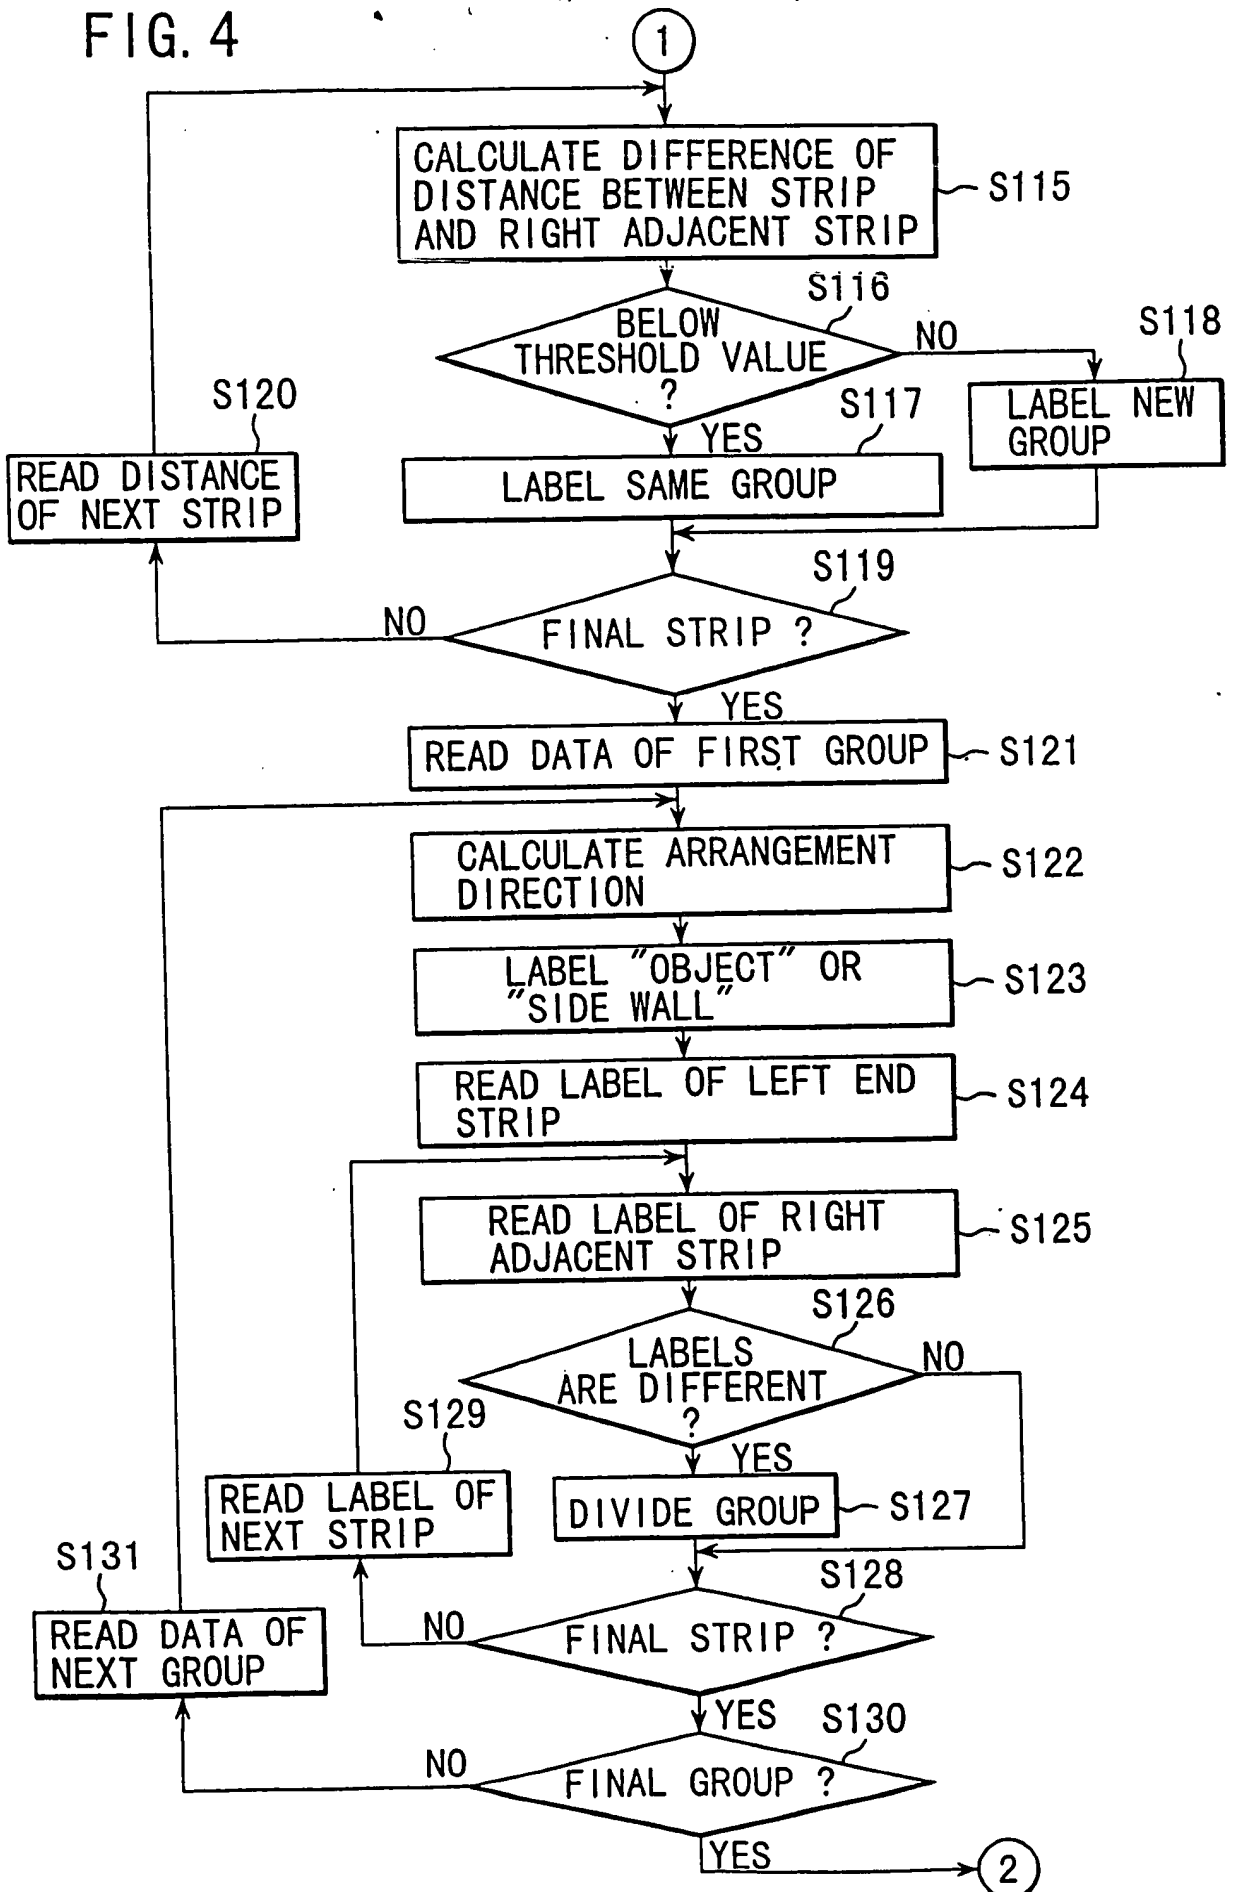 FIG. 4
1
CALCULATE DIFFERENCE OF
DISTANCE BETWEEN STRIP
AND RIGHT ADJACENT STRIP
S115
S116
BELOW
THRESHOLD VALUE
?
NO
S118
LABEL NEW
GROUP
S117
YES
LABEL SAME GROUP
S120
READ DISTANCE
OF NEXT STRIP
S119
FINAL STRIP ?
NO
YES
READ DATA OF FIRST GROUP
S121
CALCULATE ARRANGEMENT
DIRECTION
S122
LABEL "OBJECT" OR
"SIDE WALL"
S123
READ LABEL OF LEFT END
STRIP
S124
READ LABEL OF RIGHT
ADJACENT STRIP
S125
S126
LABELS
ARE DIFFERENT
?
NO
YES
S129
READ LABEL OF
NEXT STRIP
DIVIDE GROUP
S127
S128
FINAL STRIP ?
NO
YES
S131
READ DATA OF
NEXT GROUP
S130
FINAL GROUP ?
NO
YES
2